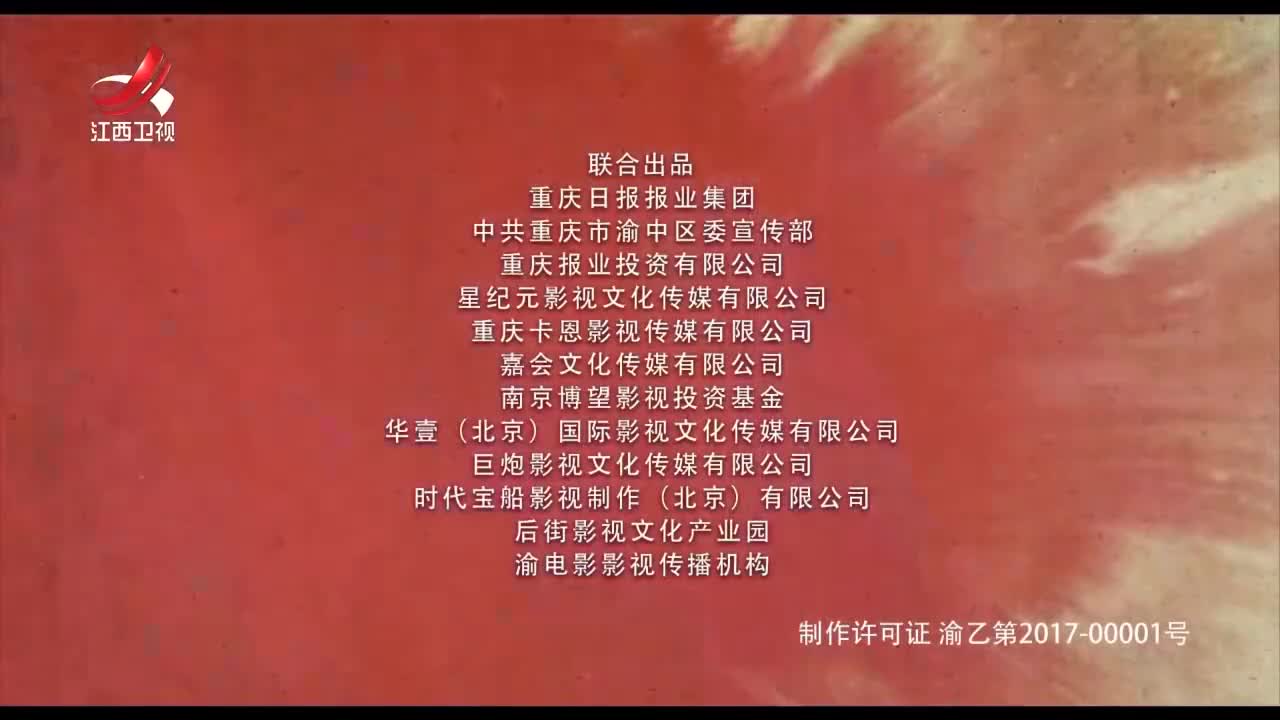 江西卫视
联合出品
重庆日报报业集团
中共重庆市渝中区委宣传部
重庆报业投资有限公司
星纪元影视文化传媒有限公司
重庆卡恩影视传媒有限公司
嘉会文化传媒有限公司
南京博望影视投资基金
华壹（北京）国际影视文化传媒有限公司
巨炮影视文化传媒有限公司
时代宝船影视制作（北京）有限公司
后街影视文化产业园
渝电影影视传播机构
制作许可证 渝乙第2017-00001号